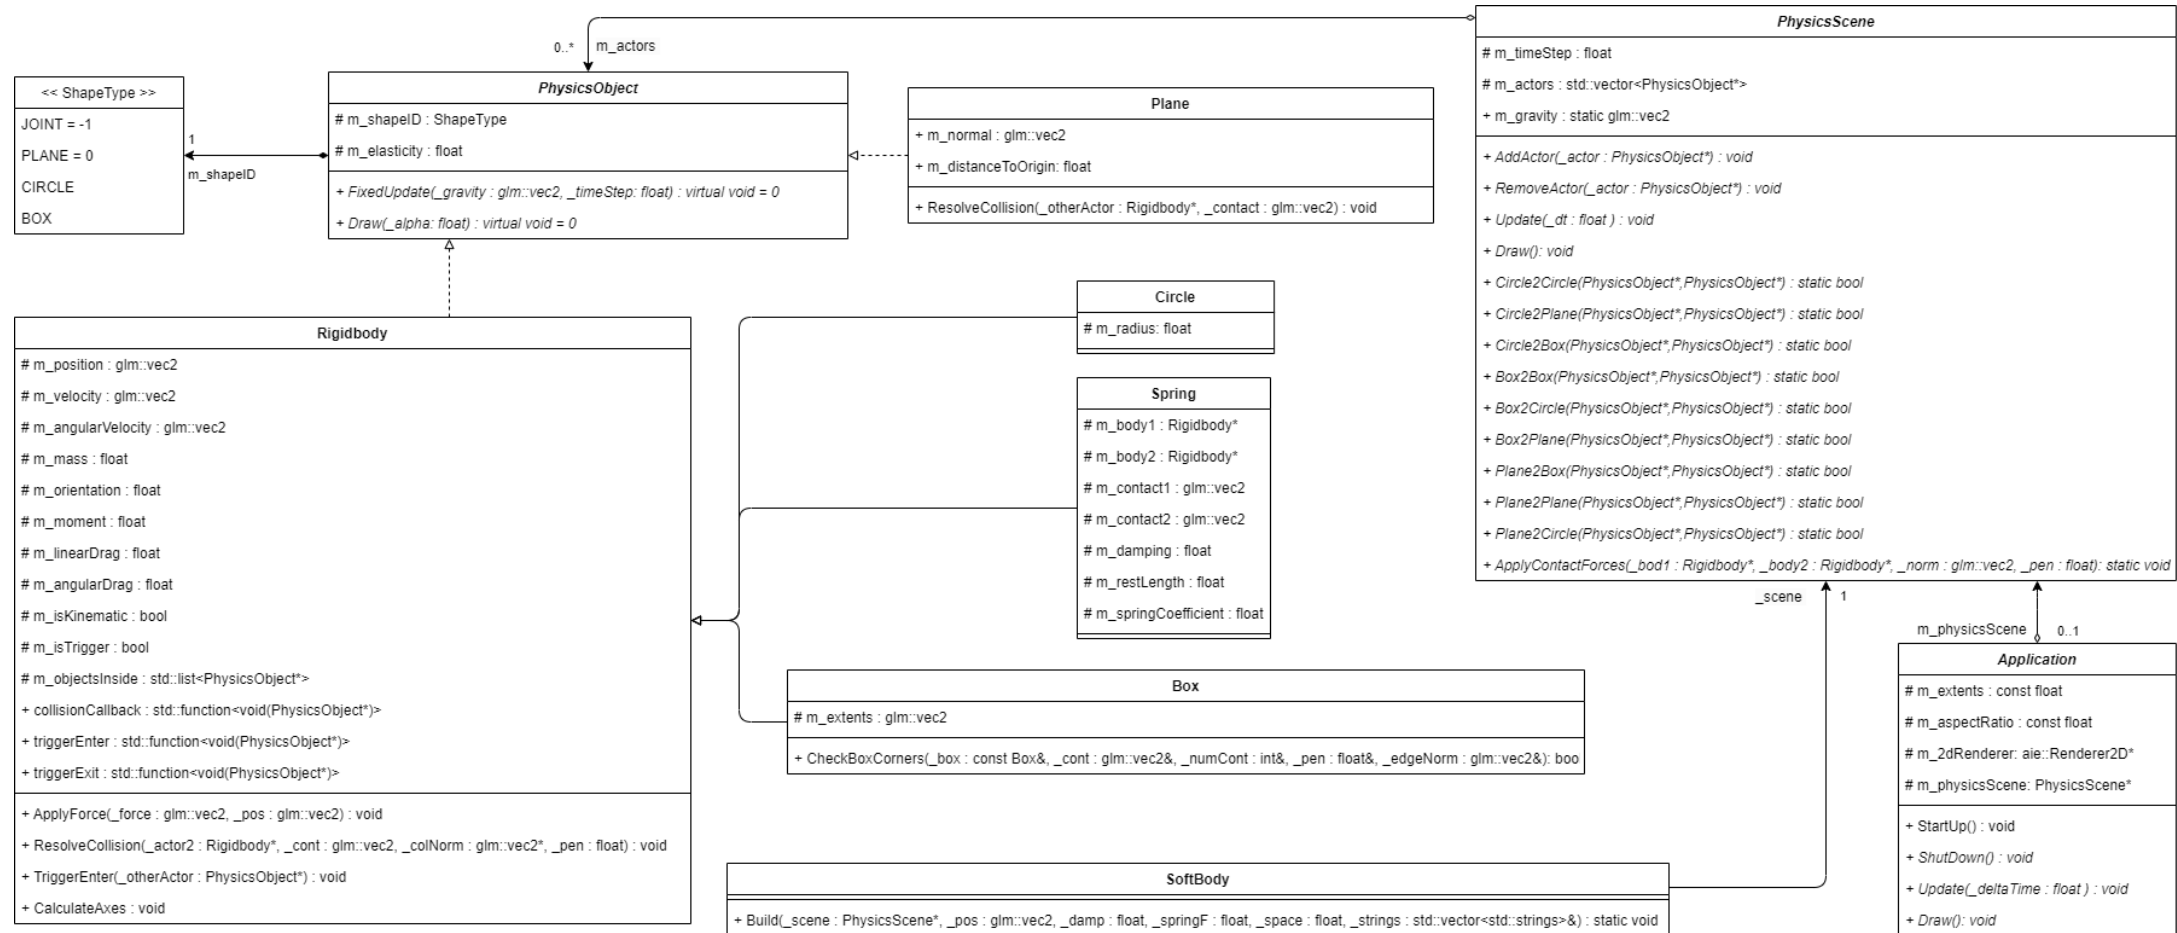 0..*
m_actors
<< ShapeType >>
JOINT = -1
PLANE = 0
CIRCLE
BOX
1
m_shapeID
PhysicsObject
# m_shapeID : ShapeType
# m_elasticity : float
+ FixedUpdate(_gravity : glm::vec2, _timeStep: float) : virtual void = 0
+ Draw(_alpha: float) : virtual void = 0
Plane
+ m_normal : glm::vec2
+ m_distanceToOrigin: float
+ ResolveCollision(_otherActor : Rigidbody*, _contact : glm::vec2) : void
PhysicsScene
# m_timeStep : float
# m_actors : std::vector<PhysicsObject*>
+ m_gravity : static glm::vec2
+ AddActor(_actor : PhysicsObject*) : void
+ RemoveActor(_actor : PhysicsObject*) : void
+ Update(_dt : float ) : void
+ Draw(): void
+ Circle2Circle(PhysicsObject*,PhysicsObject*) : static bool
+ Circle2Plane(PhysicsObject*,PhysicsObject*) : static bool
+ Circle2Box(PhysicsObject*,PhysicsObject*) : static bool
+ Box2Box(PhysicsObject*,PhysicsObject*) : static bool
+ Box2Circle(PhysicsObject*,PhysicsObject*) : static bool
+ Box2Plane(PhysicsObject*,PhysicsObject*) : static bool
+ Plane2Box(PhysicsObject*,PhysicsObject*) : static bool
+ Plane2Plane(PhysicsObject*,PhysicsObject*) : static bool
+ Plane2Circle(PhysicsObject*,PhysicsObject*) : static bool
+ ApplyContactForces(_bod1 : Rigidbody*, _body2 : Rigidbody*, _norm : glm::vec2, _pen : float): static void
Rigidbody
# m_position : glm::vec2
# m_velocity : glm::vec2
# m_angularVelocity : glm::vec2
# m_mass : float
# m_orientation : float
# m_moment : float
# m_linearDrag : float
# m_angularDrag : float
# m_isKinematic : bool
# m_isTrigger : bool
# m_objectsInside : std::list<PhysicsObject*>
+ collisionCallback : std::function<void(PhysicsObject*)>
+ triggerEnter : std::function<void(PhysicsObject*)>
+ triggerExit : std::function<void(PhysicsObject*)>
+ ApplyForce(_force : glm::vec2, _pos : glm::vec2) : void
+ ResolveCollision(_actor2 : Rigidbody*, _cont : glm::vec2, _colNorm : glm::vec2*, _pen : float) : void
+ TriggerEnter(_otherActor : PhysicsObject*) : void
+ CalculateAxes : void
Circle
# m_radius: float
Spring
# m_body1 : Rigidbody*
# m_body2 : Rigidbody*
# m_contact1 : glm::vec2
# m_contact2 : glm::vec2
# m_damping : float
# m_restLength : float
# m_springCoefficient : float
Box
# m_extents : glm::vec2
+ CheckBoxCorners(_box : const Box&, _cont : glm::vec2&, _numCont : int&, _pen : float&, _edgeNorm : glm::vec2&): boo
SoftBody
+ Build(_scene : PhysicsScene*, _pos : glm::vec2, _damp : float, _springF : float, _space : float, _strings : std::vector<std::strings>&) : static void
_scene
1
m_physicsScene
0..1
Application
# m_extents : const float
# m_aspectRatio : const float
# m_2dRenderer: aie::Renderer2D*
# m_physicsScene: PhysicsScene*
+ StartUp() : void
+ ShutDown() : void
+ Update(_deltaTime : float ) : void
+ Draw(): void